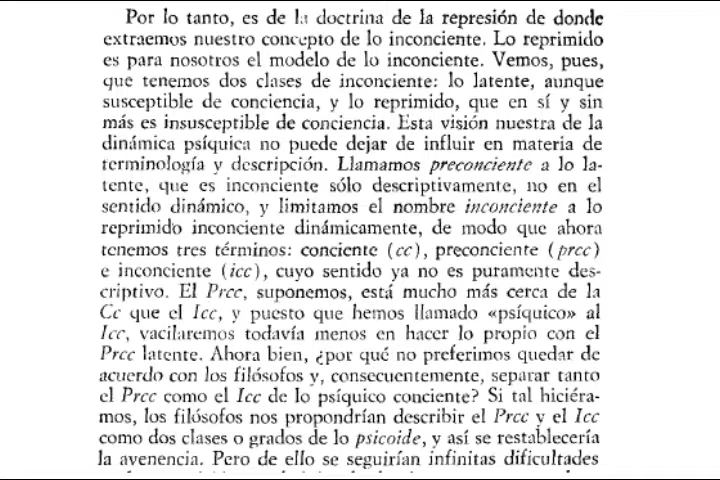 Por lo tanto, es de la doctrina de la represión de donde
extraemos nuestro concepto de lo inconciente. Lo reprimido
es para nosotros el modelo de lo inconciente. Vemos, pues,
que tenemos dos clases de inconciente: lo latente, aunque
susceptible de conciencia, y lo reprimido, que en sí y sin
más es insusceptible de conciencia. Esta visión nuestra de la
dinámica psíquica no puede dejar de influir en materia de
terminología y descripción. Llamamos preconciente a lo la-
tente, que es inconciente sólo descriptivamente, no en el
sentido dinámico, y limitamos el nombre inconciente a lo
reprimido inconciente dinámicamente, de modo que ahora
tenemos tres términos: conciente (cc), preconciente (prcc)
e inconciente (icc), cuyo sentido ya no es puramente des-
criptivo. El Prcc, suponemos, está mucho más cerca de la
Cc que el Icc, y puesto que hemos llamado «psíquico» al
Icc, vacilaremos todavía menos en hacer lo propio con el
Prcc latente. Ahora bien, ¿por qué no preferimos quedar de
acuerdo con los filósofos y, consecuentemente, separar tanto
el Prcc como el Icc de lo psíquico conciente? Si tal hiciéra-
mos, los filósofos nos propondrían describir el Prcc y el Icc
como dos clases o grados de lo psicoide, y así se restablecería
la avenencia. Pero de ello se seguirían infinitas dificultades